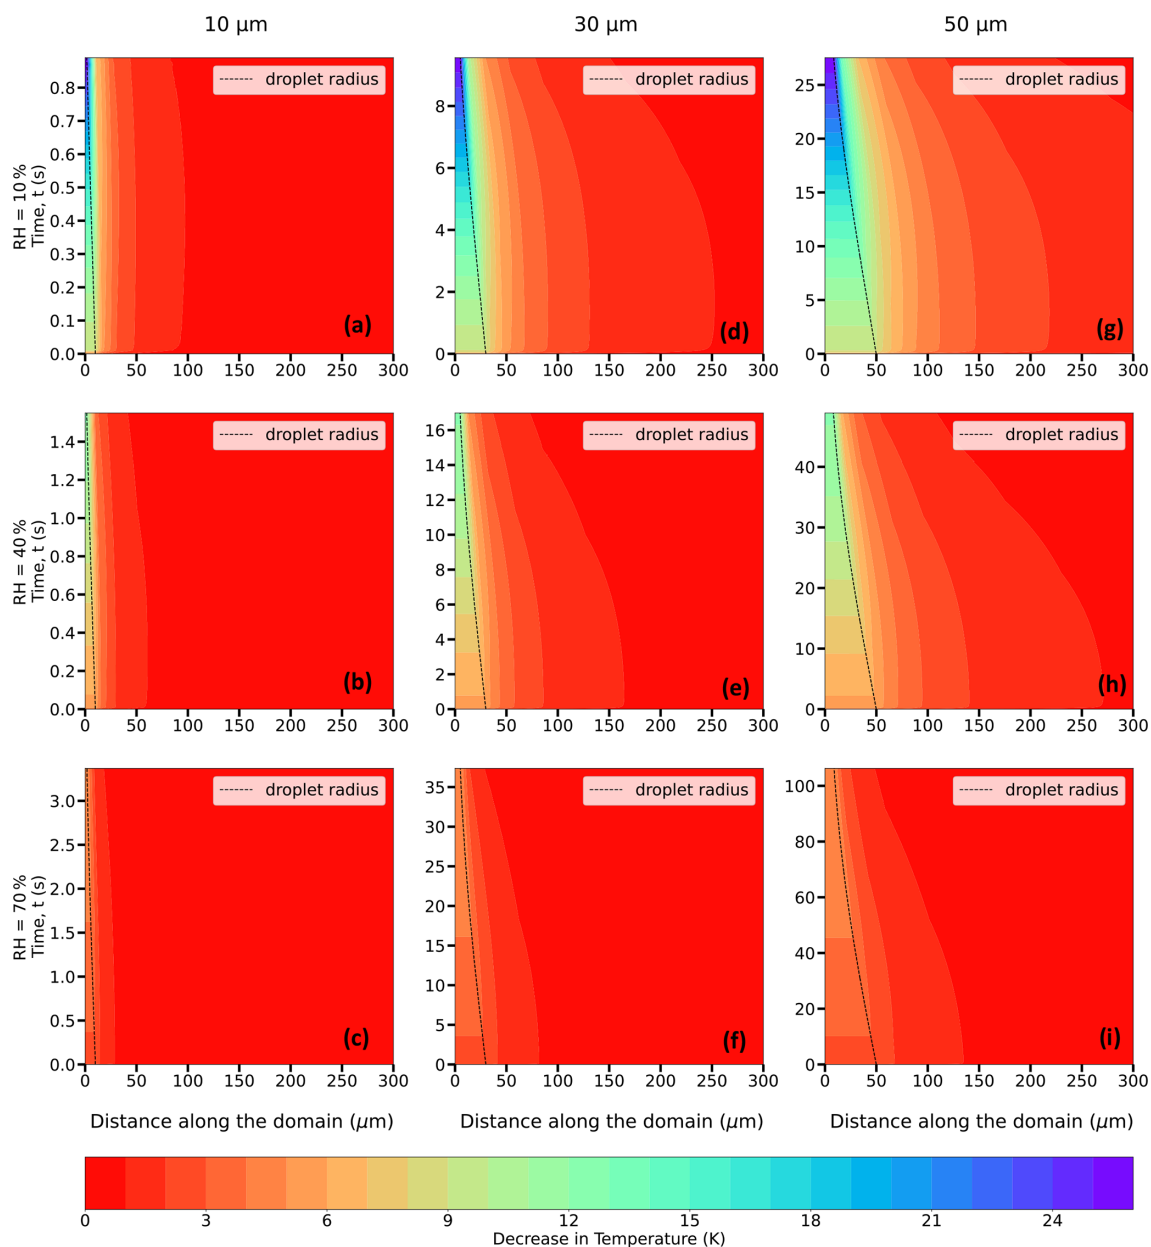 10 μm 30 μm 50 μm
RH = 10 %
Time, t (s)
0.0 0.1 0.2 0.3 0.4 0.5 0.6 0.7 0.8
droplet radius
(a)
0 50 100 150 200 250 300
0 2 4 6 8
droplet radius
(d)
0 50 100 150 200 250 300
0 5 10 15 20 25
droplet radius
(g)
0 50 100 150 200 250 300
RH = 40 %
Time, t (s)
0.0 0.2 0.4 0.6 0.8 1.0 1.2 1.4
droplet radius
(b)
0 50 100 150 200 250 300
0 2 4 6 8 10 12 14 16
droplet radius
(e)
0 50 100 150 200 250 300
0 10 20 30 40
droplet radius
(h)
0 50 100 150 200 250 300
RH = 70 %
Time, t (s)
0.0 0.5 1.0 1.5 2.0 2.5 3.0
droplet radius
(c)
0 50 100 150 200 250 300
0 5 10 15 20 25 30 35
droplet radius
(f)
0 50 100 150 200 250 300
0 20 40 60 80 100
droplet radius
(i)
0 50 100 150 200 250 300
Distance along the domain (μm) Distance along the domain (μm) Distance along the domain (μm)
0 3 6 9 12 15 18 21 24
Decrease in Temperature (K)